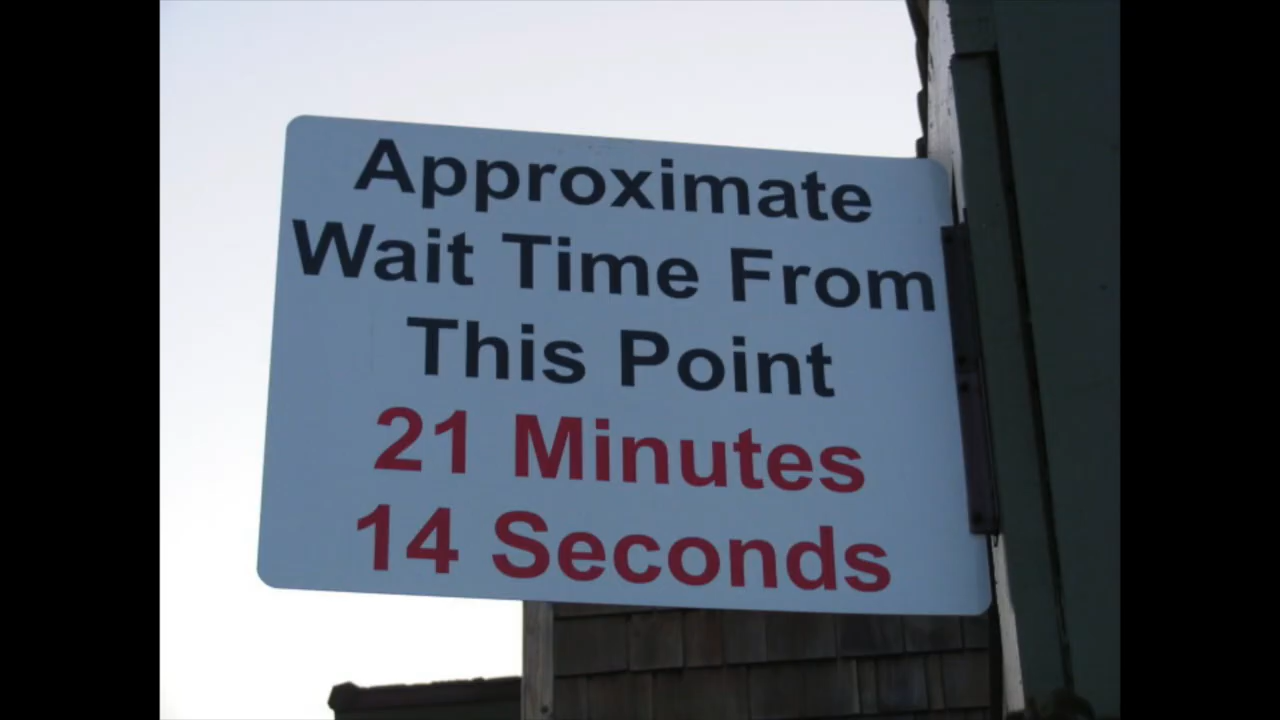 Approximate
Wait Time From
This Point
21 Minutes
14 Seconds